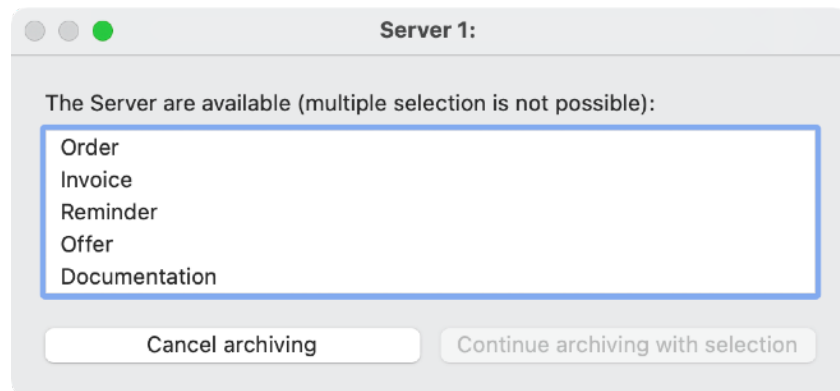 Server 1:
The Server are available (multiple selection is not possible):
Order
Invoice
Reminder
Offer
Documentation
Cancel archiving
Continue archiving with selection